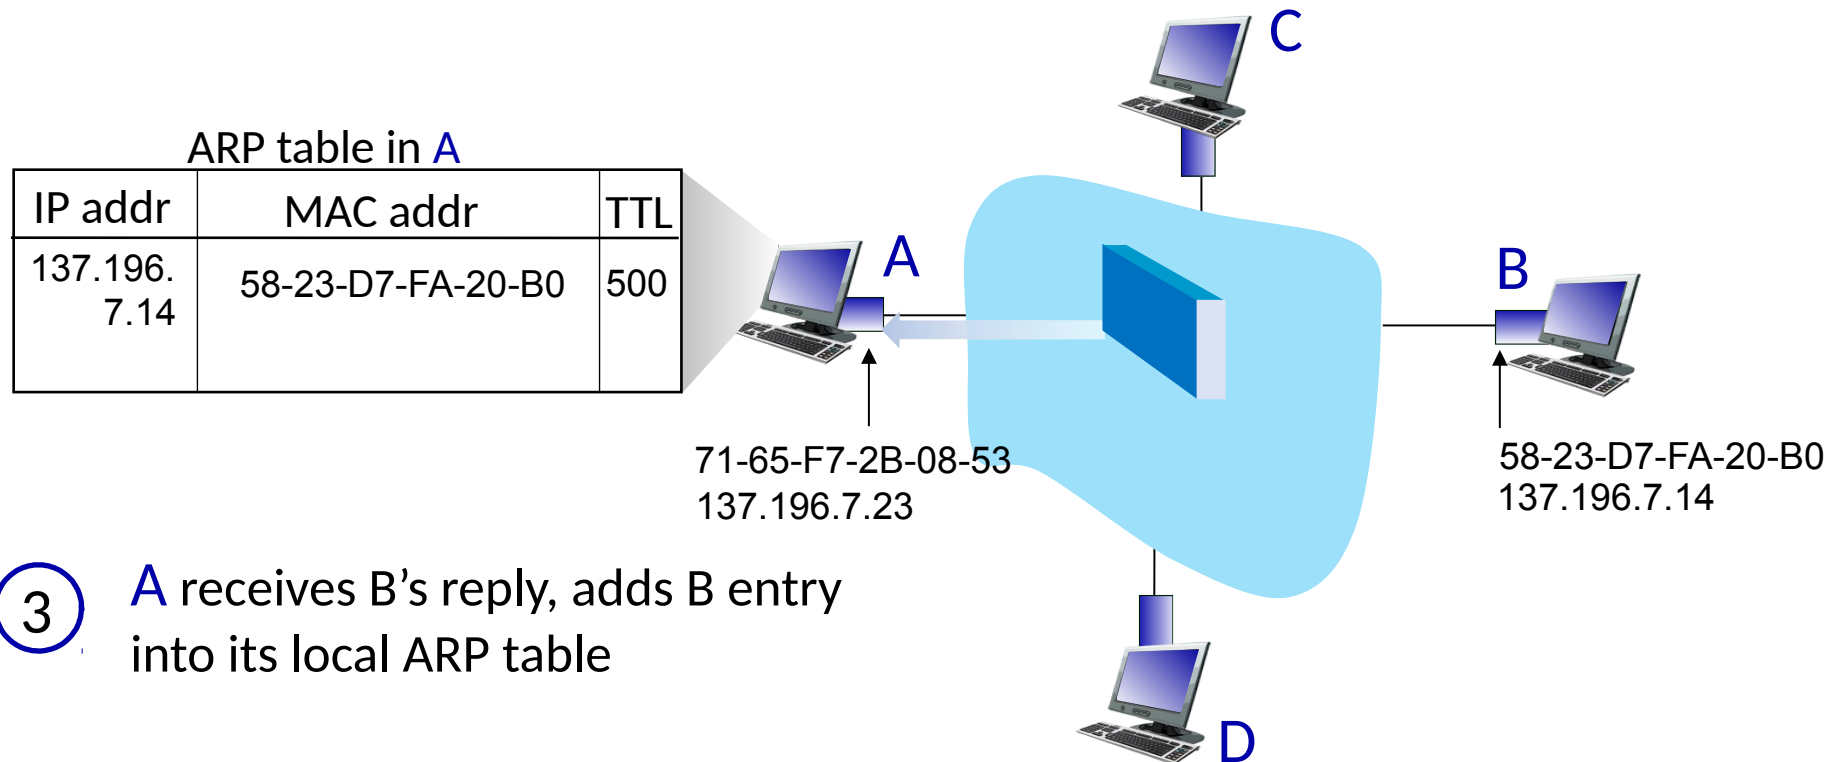 C
ARP table in A
IP addr MAC addr TTL
137.196.
7.14
58-23-D7-FA-20-B0 500
A
B
71-65-F7-2B-08-53
137.196.7.23
58-23-D7-FA-20-B0
137.196.7.14
3
A receives B’s reply, adds B entry
into its local ARP table
D